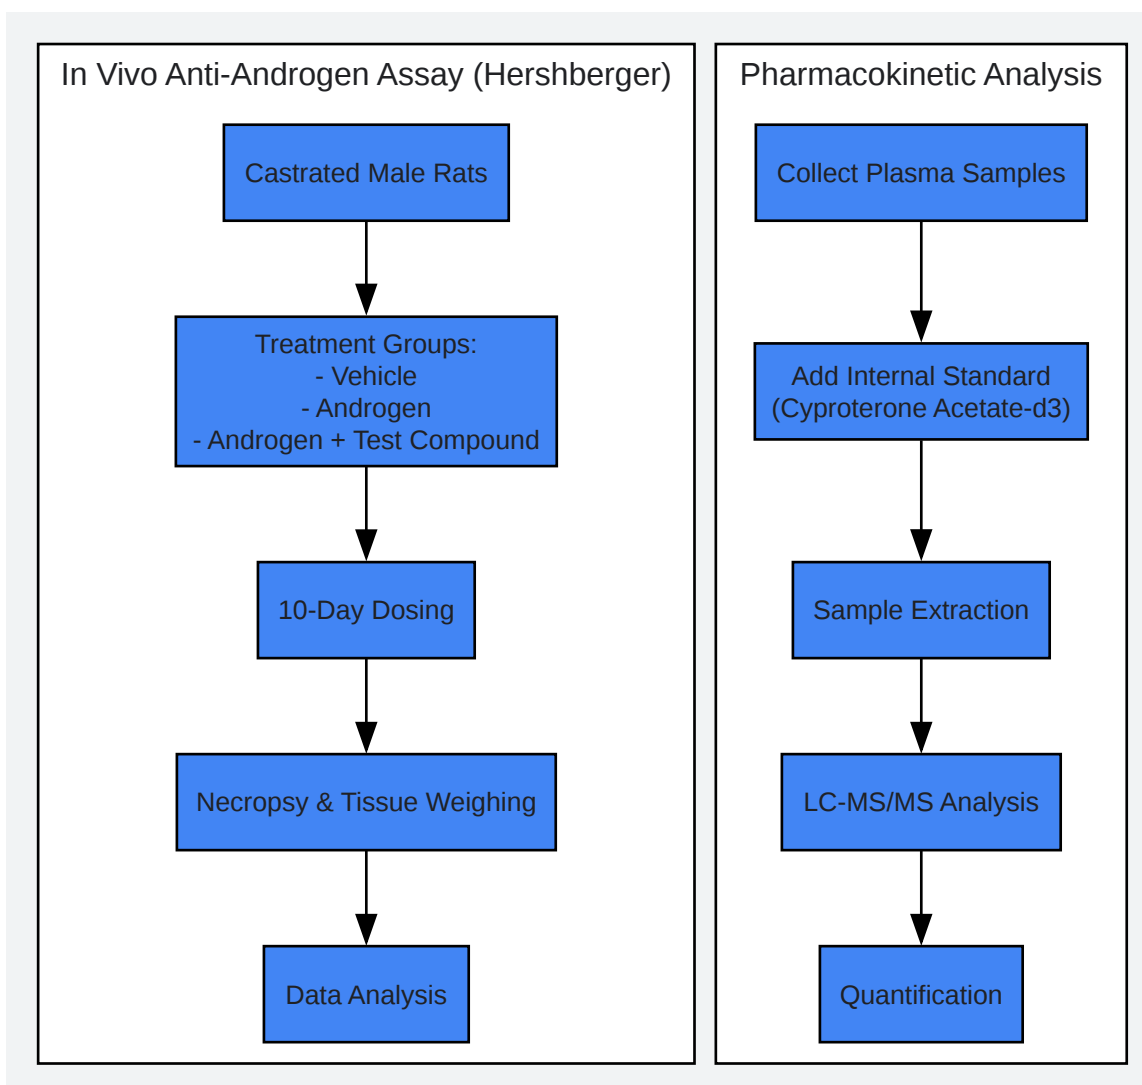 In Vivo Anti-Androgen Assay (Hershberger)
Castrated Male Rats
Treatment Groups:
- Vehicle
- Androgen
- Androgen + Test Compound
10-Day Dosing
Necropsy & Tissue Weighing
Data Analysis
Pharmacokinetic Analysis
Collect Plasma Samples
Add Internal Standard
(Cyproterone Acetate-d3)
Sample Extraction
LC-MS/MS Analysis
Quantification